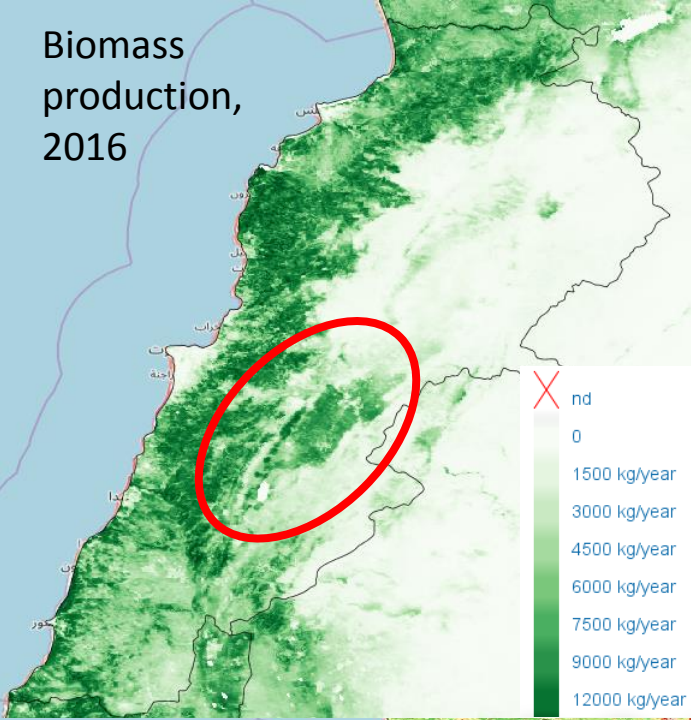 Biomass
production,
2016
nd
0
1500 kg/year
3000 kg/year
4500 kg/year
6000 kg/year
7500 kg/year
9000 kg/year
12000 kg/year